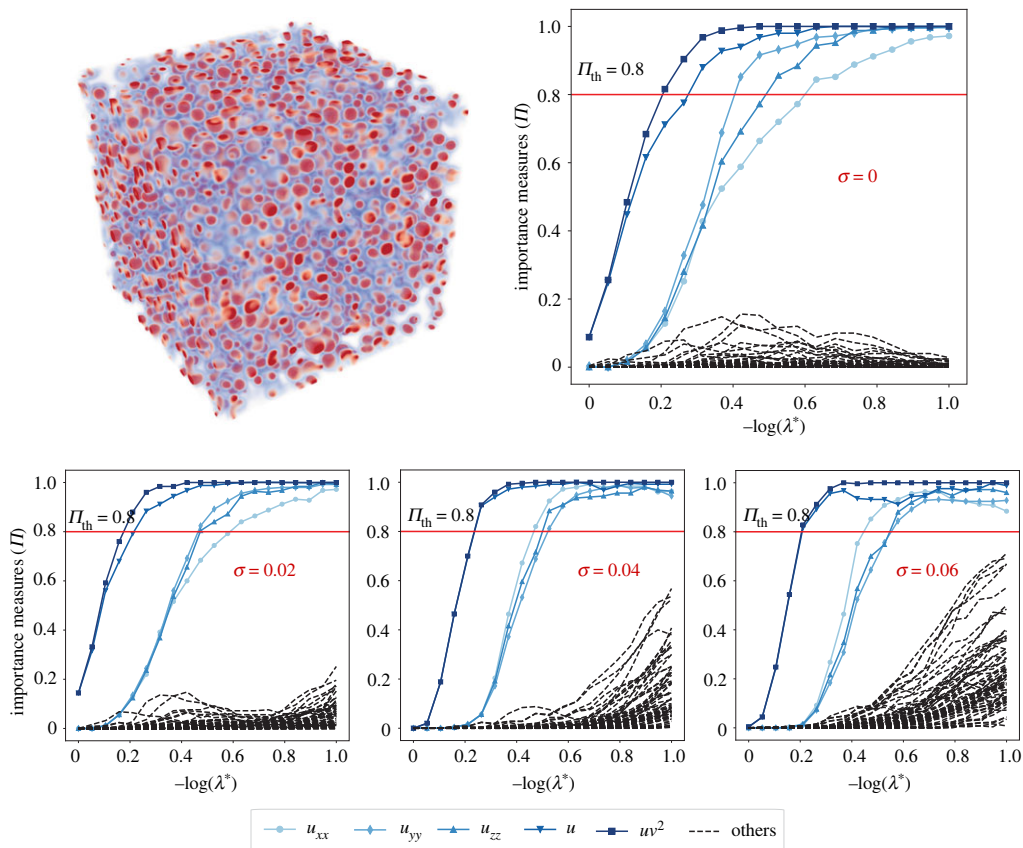 1.0
Π_th = 0.8
0.8
importance measures (Π)
0.6
σ = 0
0.4
0.2
0
0 0.2 0.4 0.6 0.8 1.0
–log(λ*)
1.0 1.0 1.0
Π_th = 0.8 Π_th = 0.8 Π_th = 0.8
0.8 0.8 0.8
importance measures (Π)
σ = 0.02 σ = 0.04 σ = 0.06
0.6 0.6 0.6
0.4 0.4 0.4
0.2 0.2 0.2
0 0 0
0 0.2 0.4 0.6 0.8 1.0 0 0.2 0.4 0.6 0.8 1.0 0 0.2 0.4 0.6 0.8 1.0
–log(λ*) –log(λ*) –log(λ*)
u_xx u_yy u_zz u uv² others